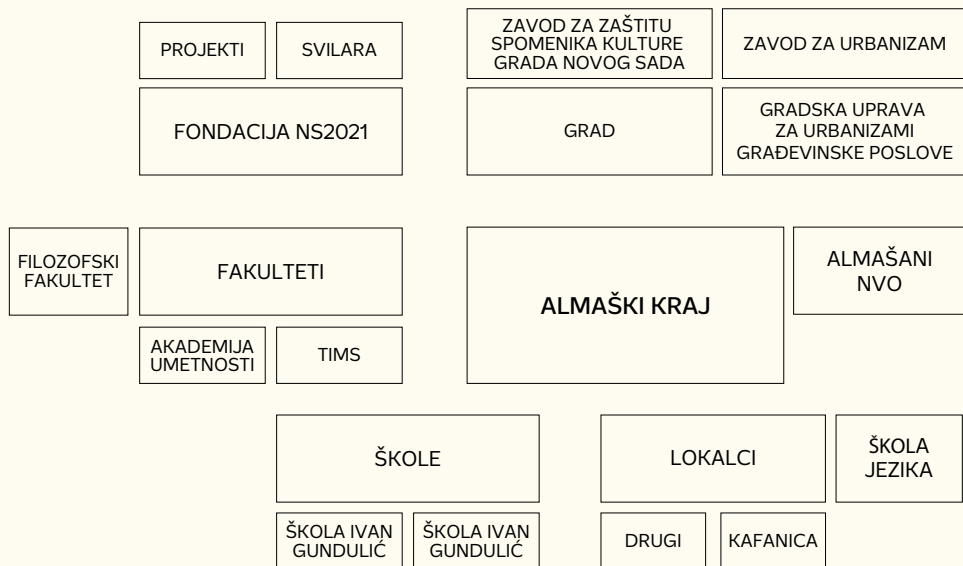 PROJEKTI
SVILARA
ZAVOD ZA ZAŠTITU
SPOMENIKA KULTURE
GRADA NOVOG SADA
ZAVOD ZA URBANIZAM
FONDACIJA NS2021
GRAD
GRADSKA UPRAVA
ZA URBANIZAMI
GRAĐEVINSKE POSLOVE
FILOZOFSKI
FAKULTET
FAKULTETI
ALMAŠKI KRAJ
ALMAŠANI
NVO
AKADEMIJA
UMETNOSTI
TIMS
ŠKOLE
LOKALCI
ŠKOLA
JEZIKA
ŠKOLA IVAN
GUNDULIĆ
ŠKOLA IVAN
GUNDULIĆ
DRUGI
KAFANICA